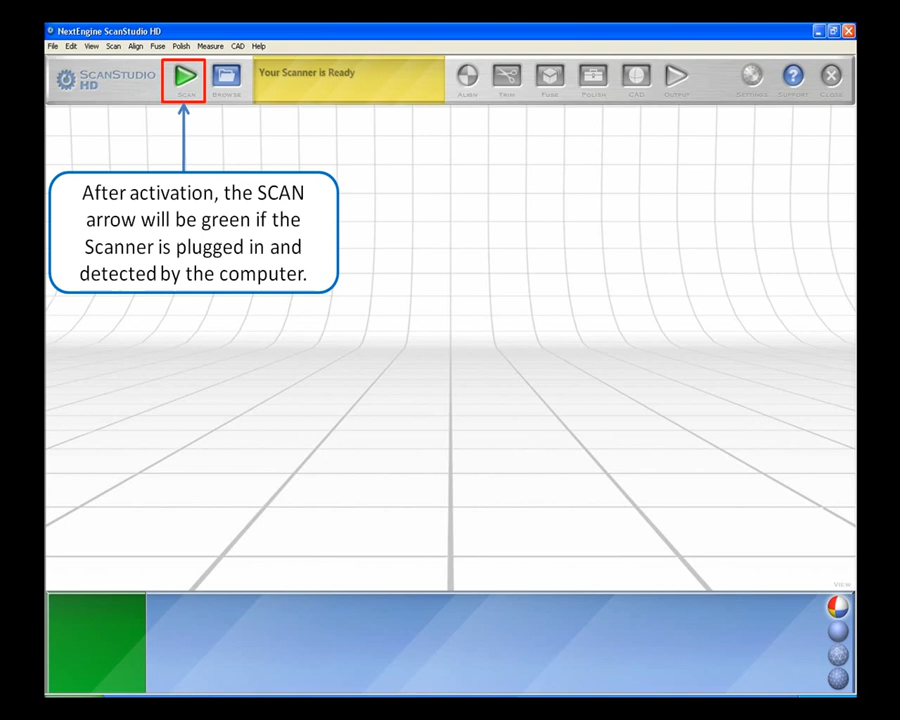 NextEngine ScanStudio HD
File Edit View Scan Align Fuse Polish Measure CAD Help
SCANSTUDIO
HD
SCAN
BROWSE
Your Scanner is Ready
ALIGN
TRIM
FUSE
POLISH
CAD
OUTPUT
SETTINGS
SUPPORT
CLOSE
After activation, the SCAN
arrow will be green if the
Scanner is plugged in and
detected by the computer.
VIEW